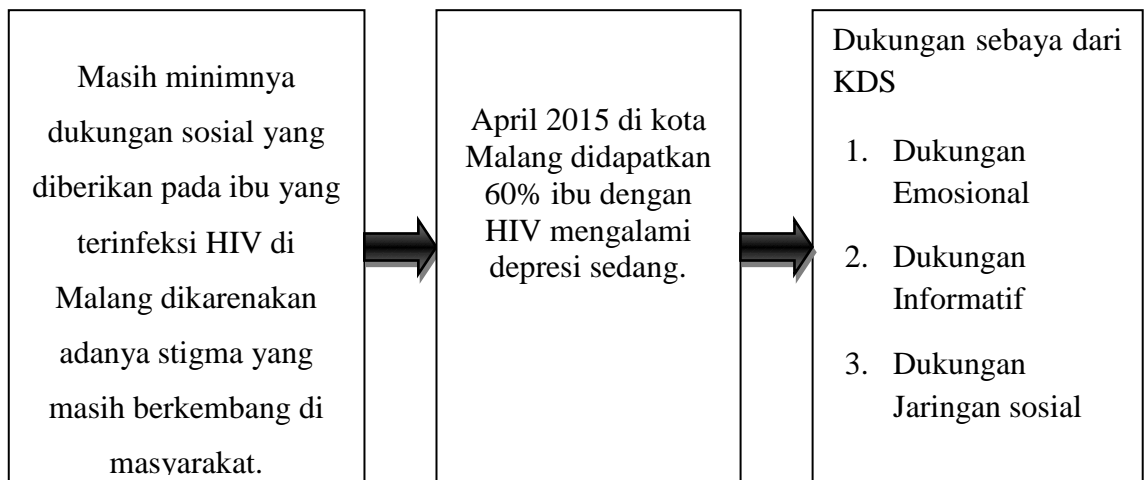 Masih minimnya
dukungan sosial yang
diberikan pada ibu yang
terinfeksi HIV di
Malang dikarenakan
adanya stigma yang
masih berkembang di
masyarakat.
April 2015 di kota
Malang didapatkan
60% ibu dengan
HIV mengalami
depresi sedang.
Dukungan sebaya dari
KDS
1. Dukungan
Emosional
2. Dukungan
Informatif
3. Dukungan
Jaringan sosial